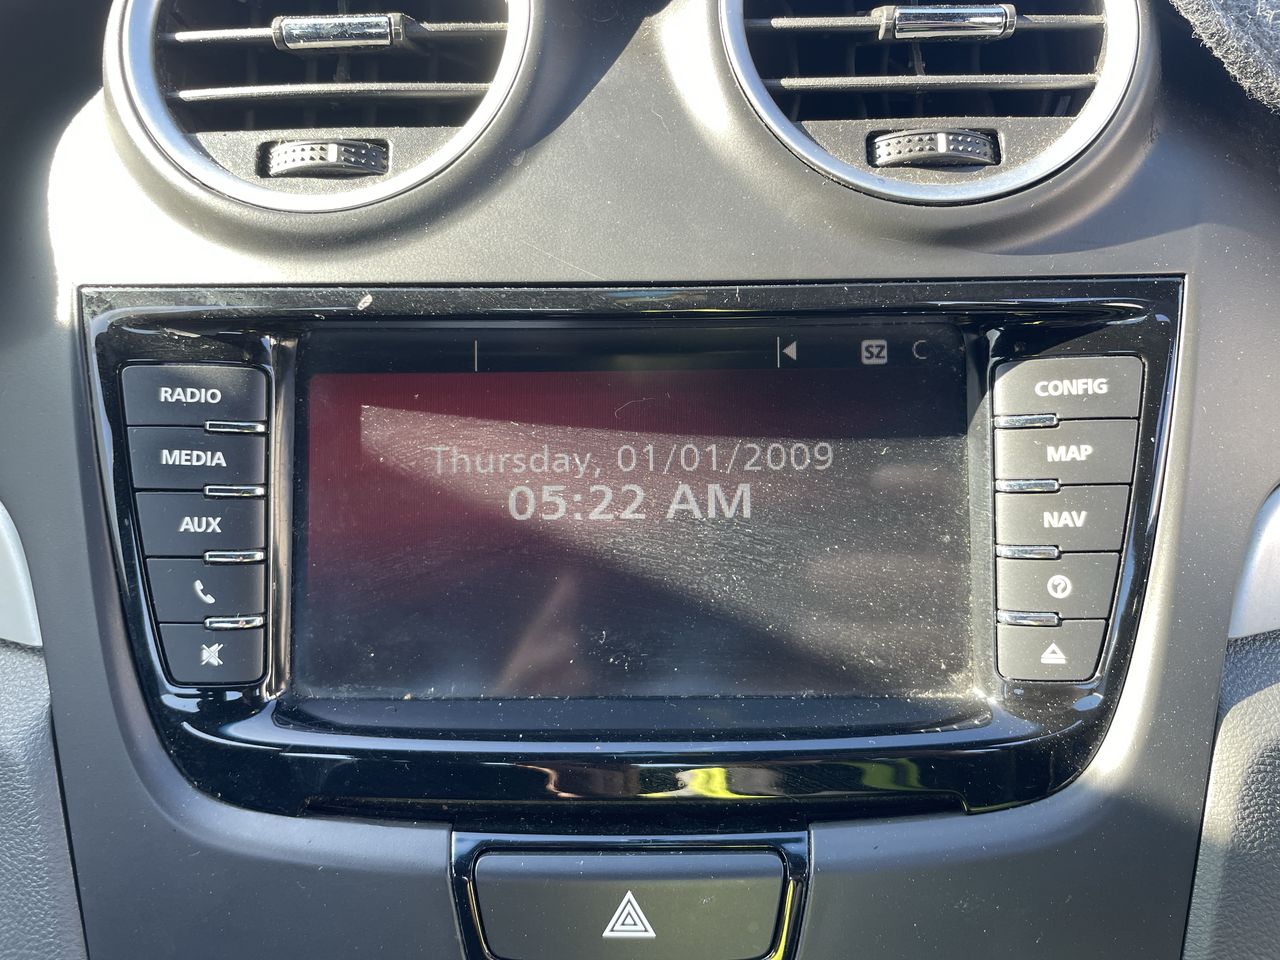 SZ C
RADIO
MEDIA
AUX
CONFIG
MAP
NAV
?
Thursday, 01/01/2009
05:22 AM